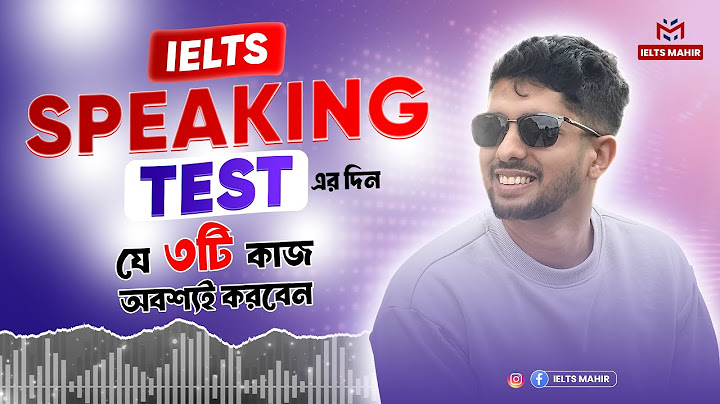 IELTS
SPEAKING
TEST এর দিন
যে ৩টি কাজ
অবশ্যই করবেন
IELTS MAHIR
IELTS MAHIR